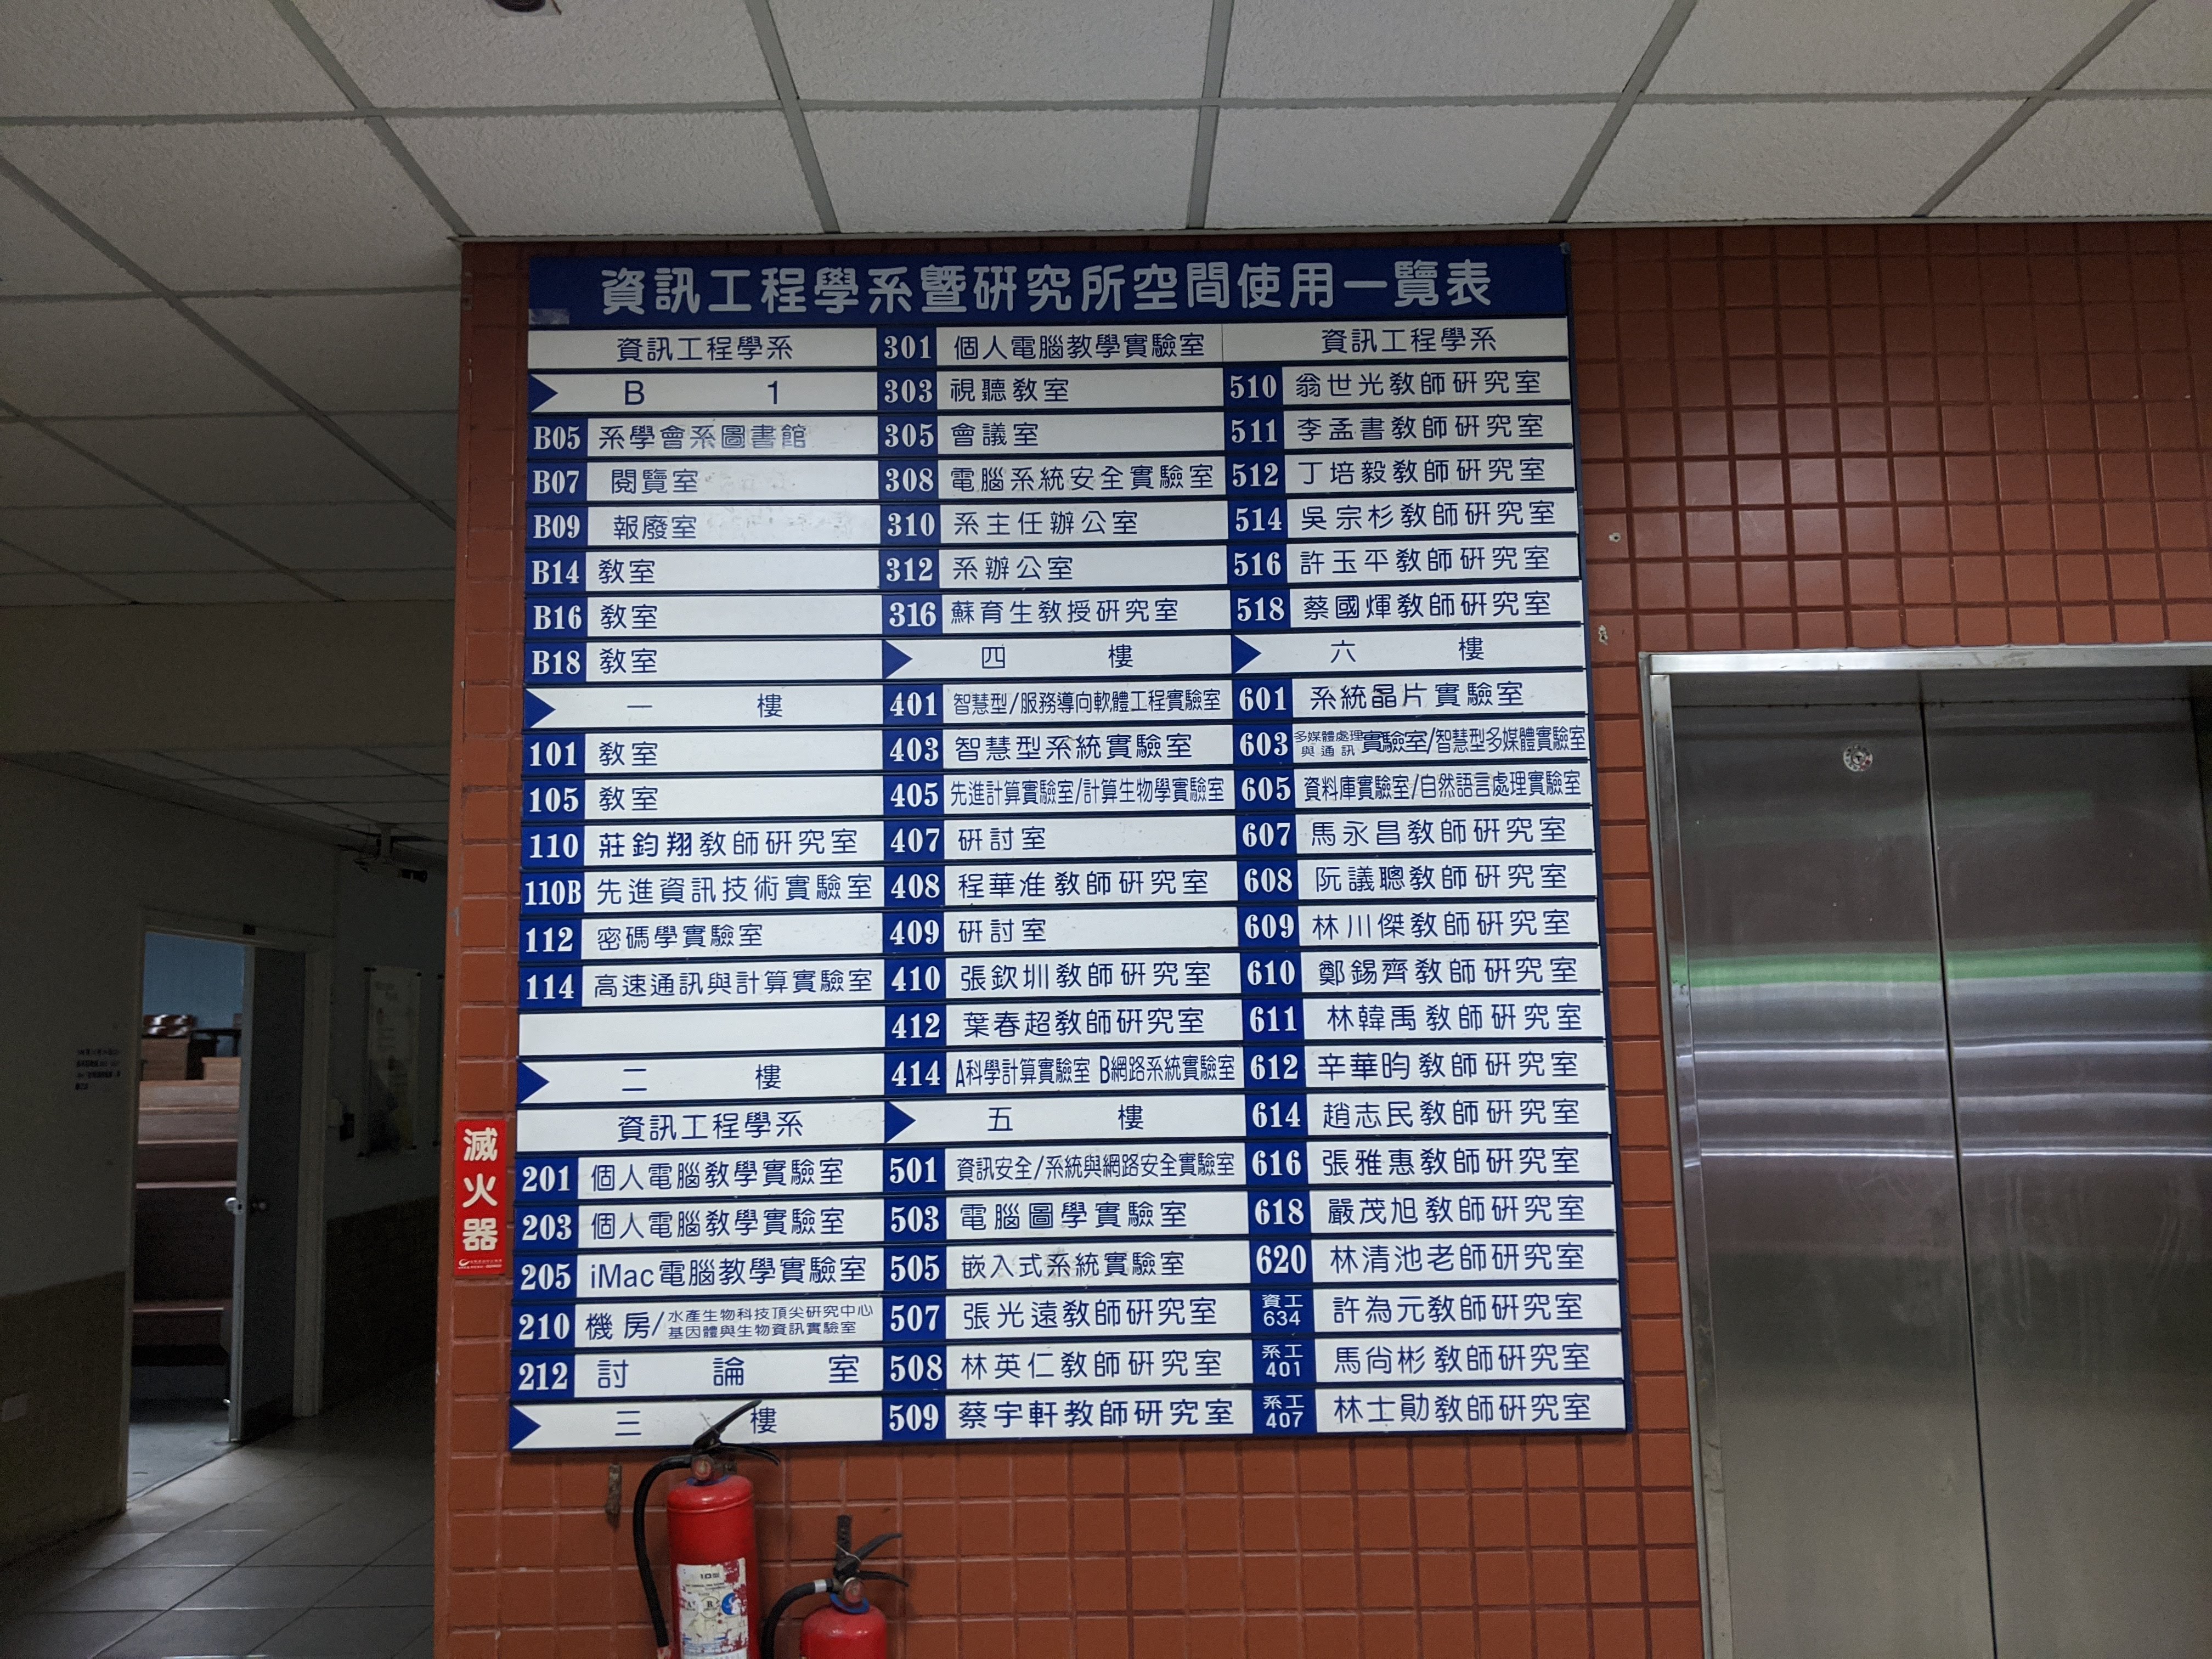 資訊工程學系暨研究所空間使用一覽表
資訊工程學系
B 1
B05 系學會系圖書館
B07 閱覽室
B09 報廢室
B14 教室
B16 教室
B18 教室
一 樓
101 教室
105 教室
110 莊鈞翔教師研究室
110B 先進資訊技術實驗室
112 密碼學實驗室
114 高速通訊與計算實驗室
二 樓
資訊工程學系
201 個人電腦教學實驗室
203 個人電腦教學實驗室
205 iMac電腦教學實驗室
210 機房/水產生物科技頂尖研究中心
基因體與生物資訊實驗室
212 討論室
三 樓
301 個人電腦教學實驗室
303 視聽教室
305 會議室
308 電腦系統安全實驗室
310 系主任辦公室
312 系辦公室
316 蘇育生教授研究室
四 樓
401 智慧型/服務導向軟體工程實驗室
403 智慧型系統實驗室
405 先進計算實驗室/計算生物學實驗室
407 研討室
408 程華淮教師研究室
409 研討室
410 張欽圳教師研究室
412 葉春超教師研究室
414 A科學計算實驗室 B網路系統實驗室
五 樓
501 資訊安全/系統與網路安全實驗室
503 電腦圖學實驗室
505 嵌入式系統實驗室
507 張光遠教師研究室
508 林英仁教師研究室
509 蔡宇軒教師研究室
資訊工程學系
510 翁世光教師研究室
511 李孟書教師研究室
512 丁培毅教師研究室
514 吳宗杉教師研究室
516 許玉平教師研究室
518 蔡國煇教師研究室
六 樓
601 系統晶片實驗室
603 多媒體處理與通訊實驗室/智慧型多媒體實驗室
605 資料庫實驗室/自然語言處理實驗室
607 馬永昌教師研究室
608 阮議聰教師研究室
609 林川傑教師研究室
610 鄭錫齊教師研究室
611 林韓禹教師研究室
612 辛華昀教師研究室
614 趙志民教師研究室
616 張雅惠教師研究室
618 嚴茂旭教師研究室
620 林清池老師研究室
資工634 許為元教師研究室
系工401 馬尚彬教師研究室
系工407 林士勛教師研究室
滅火器